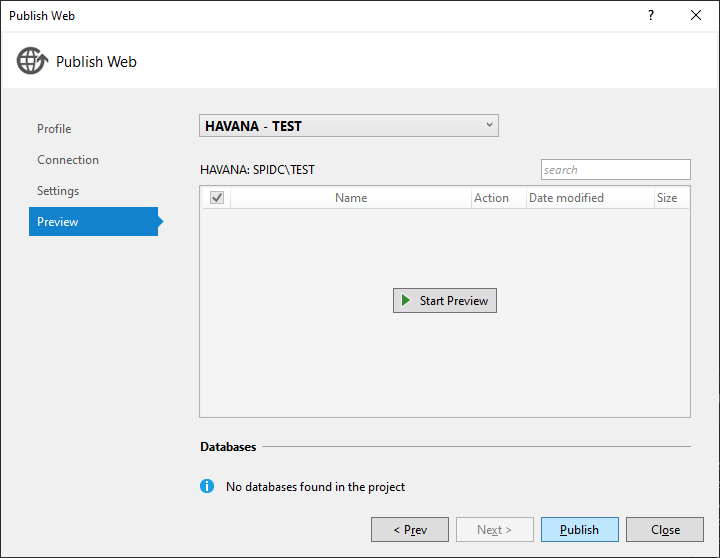 Publish Web
?
Publish Web
Profile
Connection
Settings
Preview
HAVANA - TEST
HAVANA: SPIDC\TEST
search
Name Action Date modified Size
Start Preview
Databases
No databases found in the project
< Prev Next > Publish Close